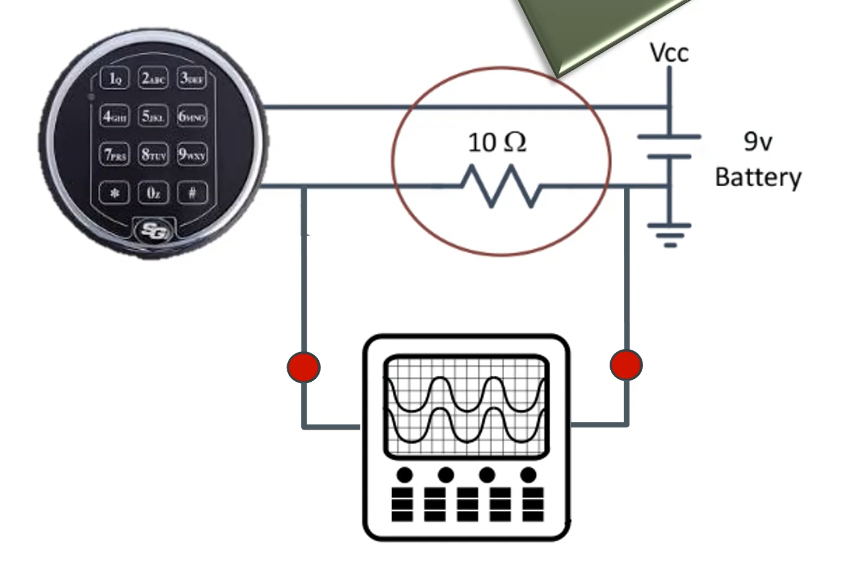 Vcc
10 Ω
9v
Battery
1Q 2ABC 3DEF
4GHI 5JKL 6MNO
7PRS 8TUV 9WXY
* 0Z #
SG